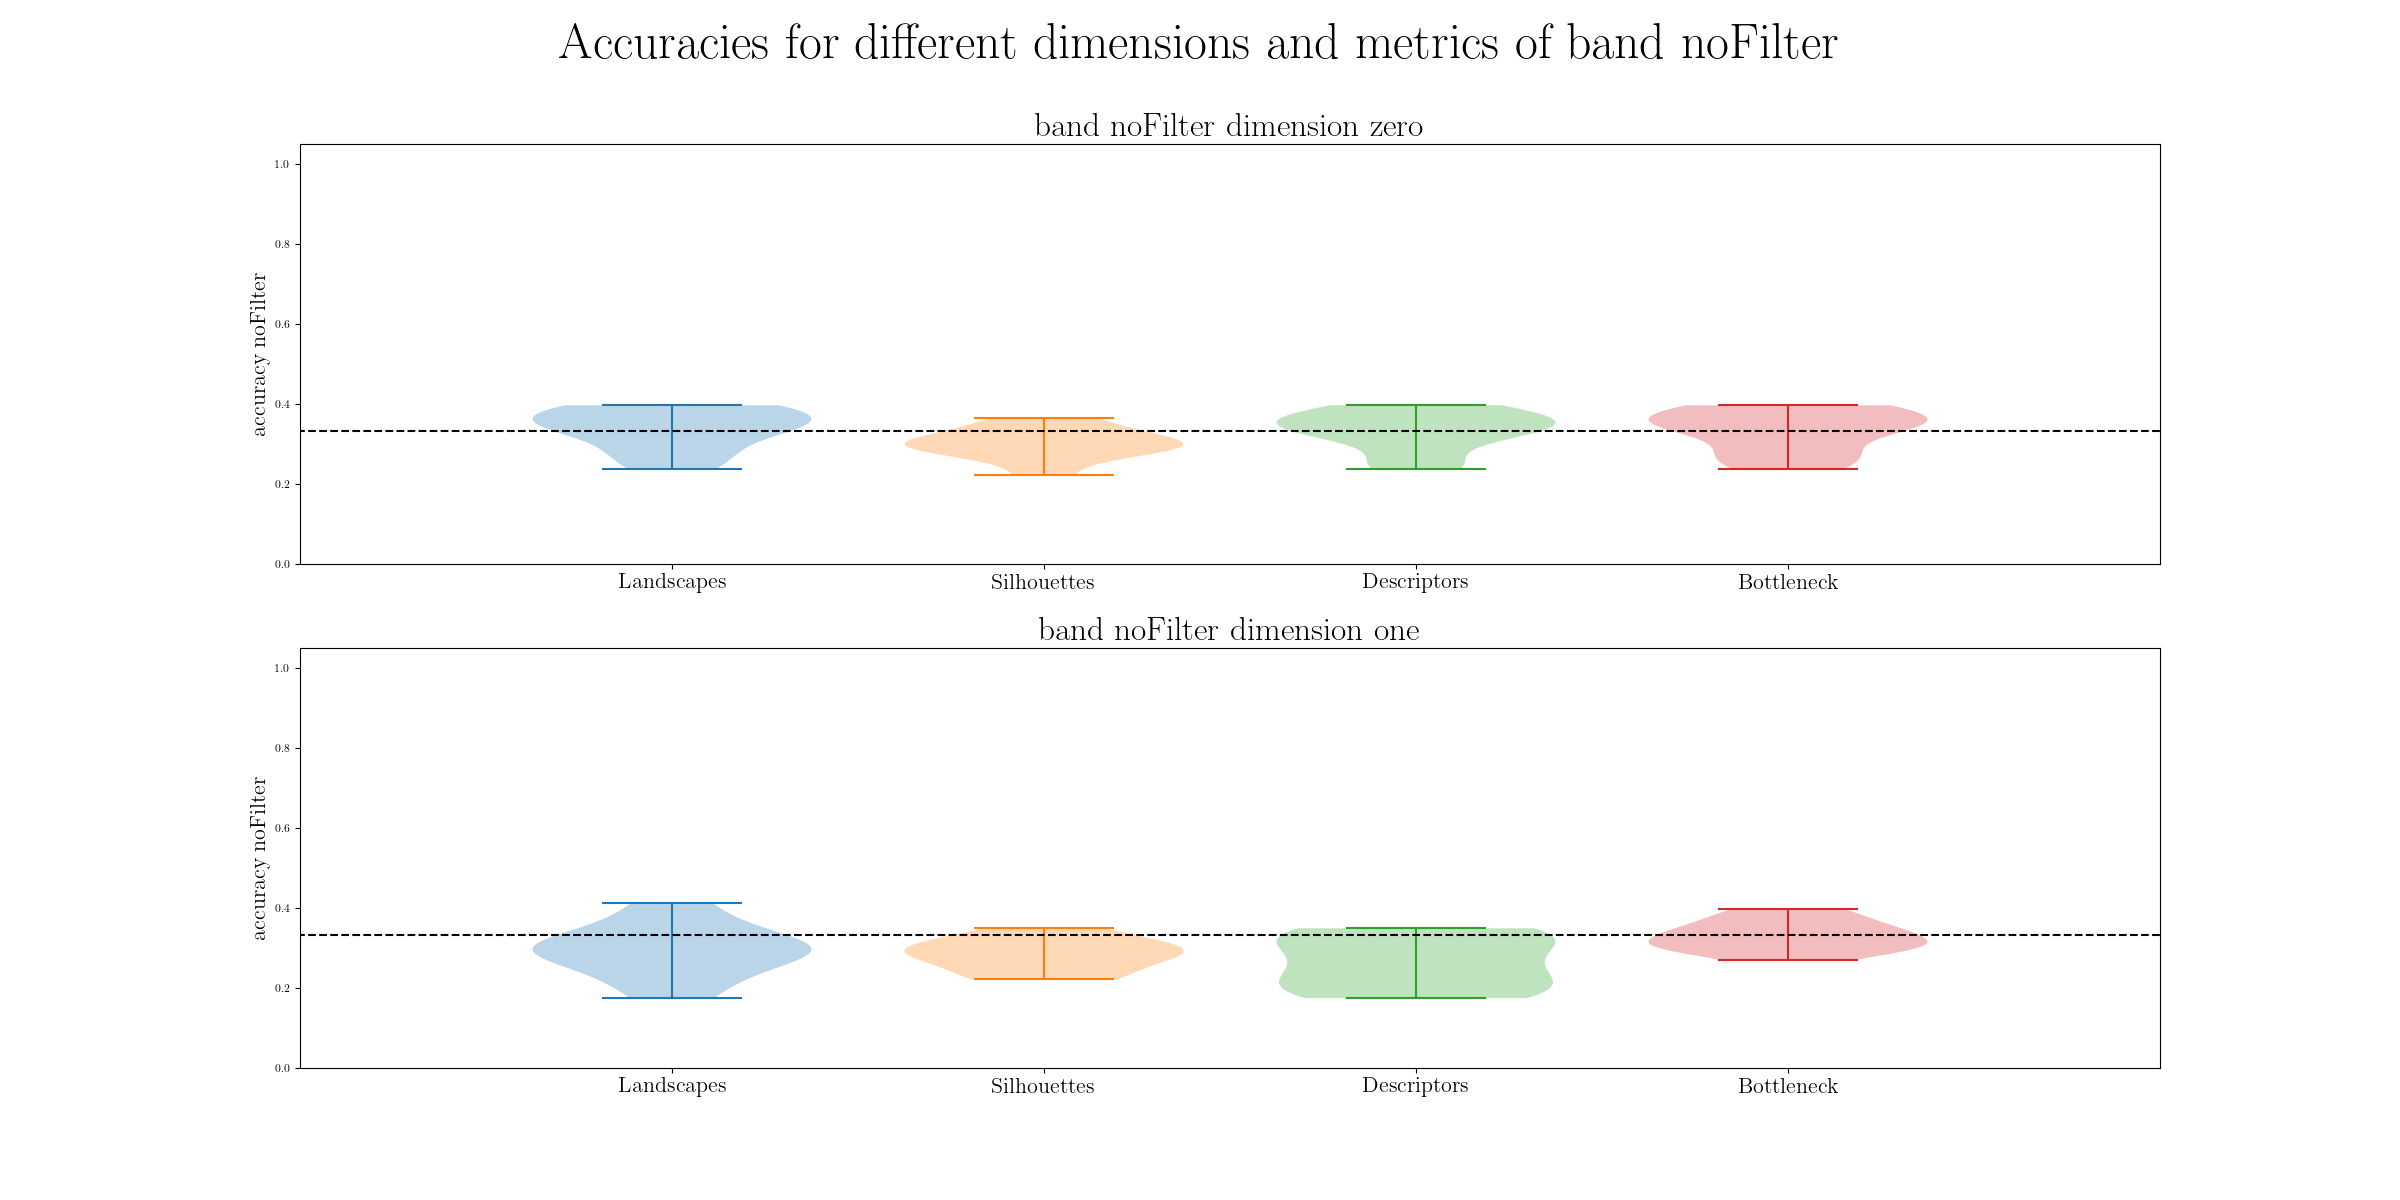 Accuracies for different dimensions and metrics of band noFilter
band noFilter dimension zero
accuracy noFilter
1.0
0.8
0.6
0.4
0.2
0.0
Landscapes Silhouettes Descriptors Bottleneck
band noFilter dimension one
accuracy noFilter
1.0
0.8
0.6
0.4
0.2
0.0
Landscapes Silhouettes Descriptors Bottleneck